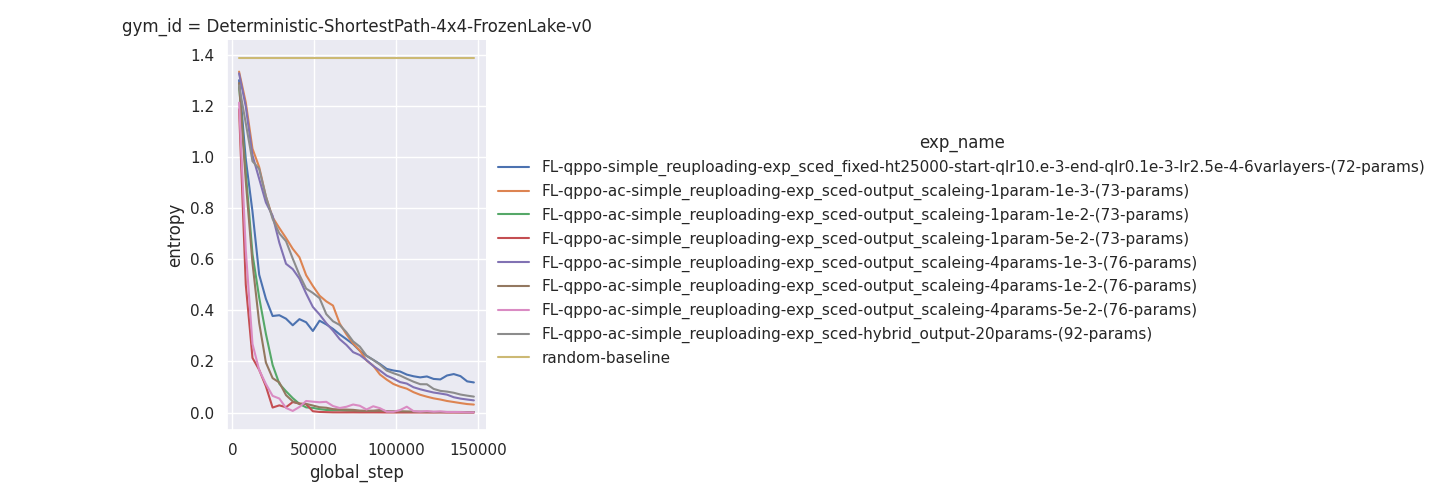 gym_id = Deterministic-ShortestPath-4x4-FrozenLake-v0
1.4
1.2
1.0
0.8
0.6
0.4
0.2
0.0
entropy
0 50000 100000 150000
global_step
exp_name
FL-qppo-simple_reuploading-exp_sced_fixed-ht25000-start-qlr10.e-3-end-qlr0.1e-3-lr2.5e-4-6varlayers-(72-params)
FL-qppo-ac-simple_reuploading-exp_sced-output_scaleing-1param-1e-3-(73-params)
FL-qppo-ac-simple_reuploading-exp_sced-output_scaleing-1param-1e-2-(73-params)
FL-qppo-ac-simple_reuploading-exp_sced-output_scaleing-1param-5e-2-(73-params)
FL-qppo-ac-simple_reuploading-exp_sced-output_scaleing-4params-1e-3-(76-params)
FL-qppo-ac-simple_reuploading-exp_sced-output_scaleing-4params-1e-2-(76-params)
FL-qppo-ac-simple_reuploading-exp_sced-output_scaleing-4params-5e-2-(76-params)
FL-qppo-ac-simple_reuploading-exp_sced-hybrid_output-20params-(92-params)
random-baseline